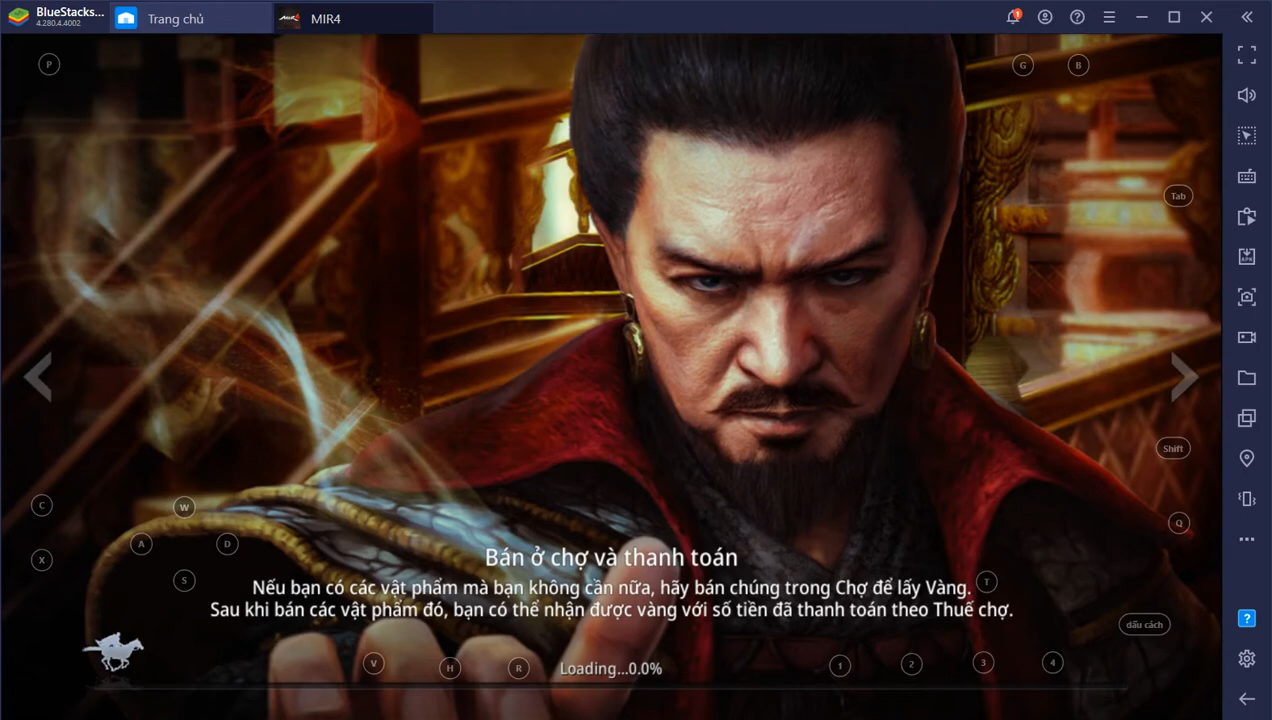 BlueStacks...
4.280.4.4002
Trang chủ
MIR4
1
P
G
B
Tab
Shift
C
W
Q
A
D
X
S
T
Bán ở chợ và thanh toán
Nếu bạn có các vật phẩm mà bạn không cần nữa, hãy bán chúng trong Chợ để lấy Vàng.
Sau khi bán các vật phẩm đó, bạn có thể nhận được vàng với số tiền đã thanh toán theo Thuế chợ.
dấu cách
V
H
R
Loading...0.0%
1
2
3
4